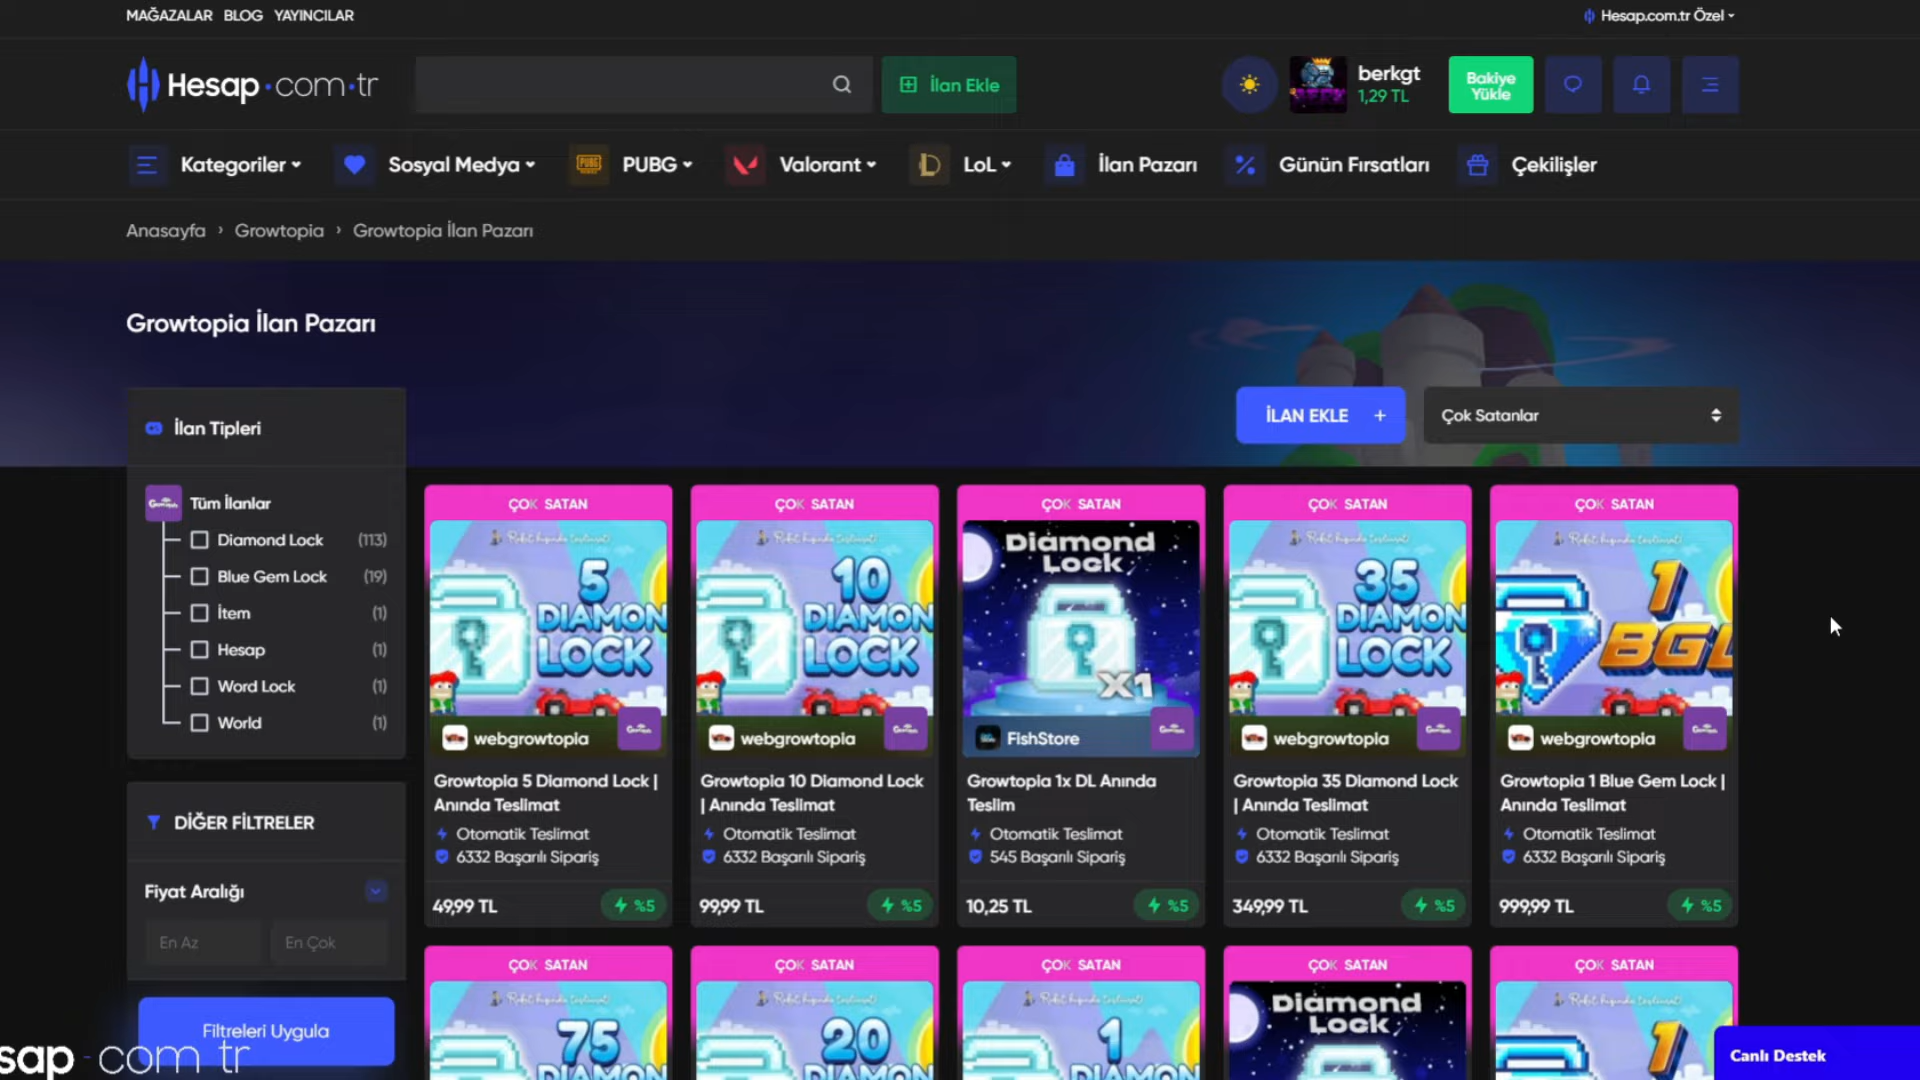 MAĞAZALAR BLOG YAYINCILAR
Hesap.com.tr Özel
Hesap.com.tr
İlan Ekle
berkgt
1,29 TL
Bakiye
Yükle
Kategoriler
Sosyal Medya
PUBG
Valorant
LoL
İlan Pazarı
Günün Fırsatları
Çekilişler
Anasayfa › Growtopia › Growtopia İlan Pazarı
Growtopia İlan Pazarı
İLAN EKLE +
Çok Satanlar
İlan Tipleri
Tüm İlanlar
Diamond Lock (113)
Blue Gem Lock (19)
İtem (1)
Hesap (1)
Word Lock (1)
World (1)
DİĞER FİLTRELER
Fiyat Aralığı
En Az
En Çok
Filtreleri Uygula
sap com tr
ÇOK SATAN
5
DIAMON
LOCK
webgrowtopia
Growtopia 5 Diamond Lock |
Anında Teslimat
Otomatik Teslimat
6332 Başarılı Sipariş
49,99 TL
%5
ÇOK SATAN
10
DIAMON
LOCK
webgrowtopia
Growtopia 10 Diamond Lock
| Anında Teslimat
Otomatik Teslimat
6332 Başarılı Sipariş
99,99 TL
%5
ÇOK SATAN
Diamond
Lock
X1
FishStore
Growtopia 1x DL Anında
Teslim
Otomatik Teslimat
545 Başarılı Sipariş
10,25 TL
%5
ÇOK SATAN
35
DIAMON
LOCK
webgrowtopia
Growtopia 35 Diamond Lock
| Anında Teslimat
Otomatik Teslimat
6332 Başarılı Sipariş
349,99 TL
%5
ÇOK SATAN
1
BGL
webgrowtopia
Growtopia 1 Blue Gem Lock |
Anında Teslimat
Otomatik Teslimat
6332 Başarılı Sipariş
999,99 TL
%5
ÇOK SATAN
75
DIAMON
ÇOK SATAN
20
DIAMON
ÇOK SATAN
1
DIAMON
ÇOK SATAN
Diamond
Lock
ÇOK SATAN
1
Canlı Destek